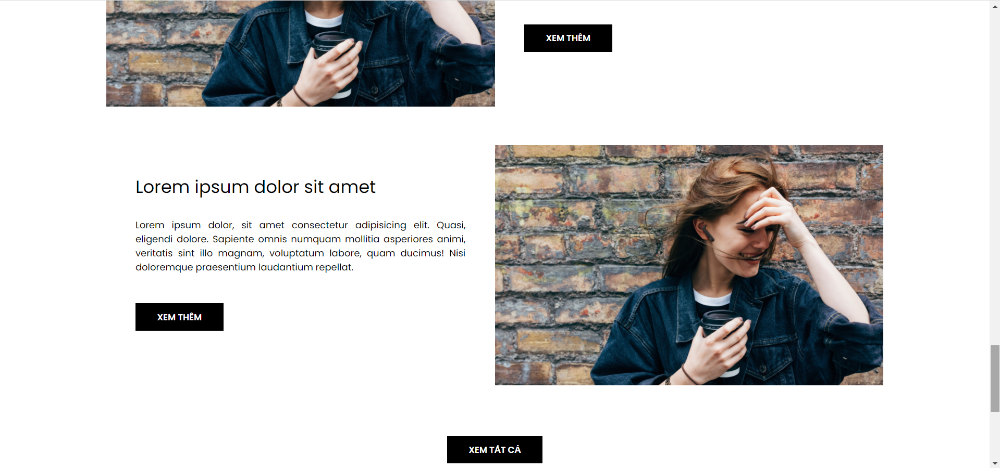 XEM THÊM
Lorem ipsum dolor sit amet
Lorem ipsum dolor, sit amet consectetur adipisicing elit. Quasi,
eligendi dolore. Sapiente omnis numquam mollitia asperiores animi,
veritatis sint illo magnam, voluptatum labore, quam ducimus! Nisi
doloremque praesentium laudantium repellat.
XEM THÊM
XEM TẤT CẢ